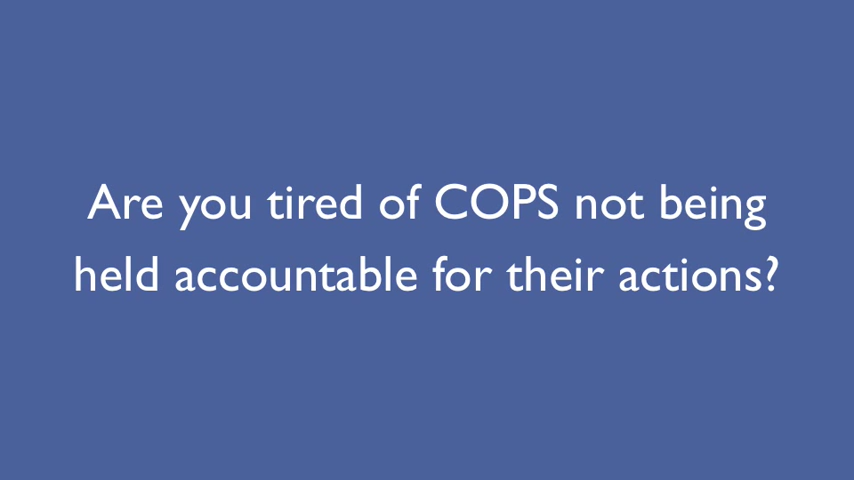 Are you tired of COPS not being
held accountable for their actions?